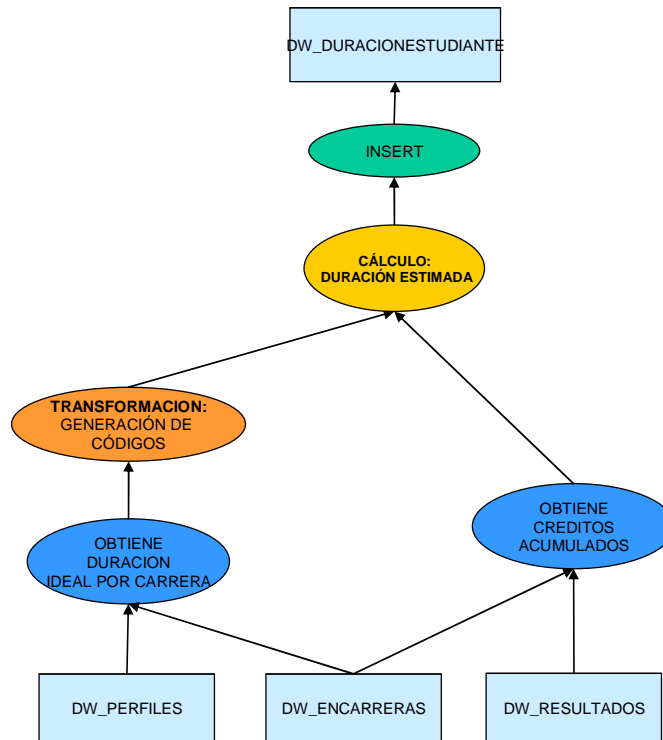 DW_DURACIONESTUDIANTE
INSERT
CÁLCULO:
DURACIÓN ESTIMADA
TRANSFORMACION:
GENERACIÓN DE
CÓDIGOS
OBTIENE
CREDITOS
ACUMULADOS
OBTIENE
DURACION
IDEAL POR CARRERA
DW_PERFILES
DW_ENCARRERAS
DW_RESULTADOS